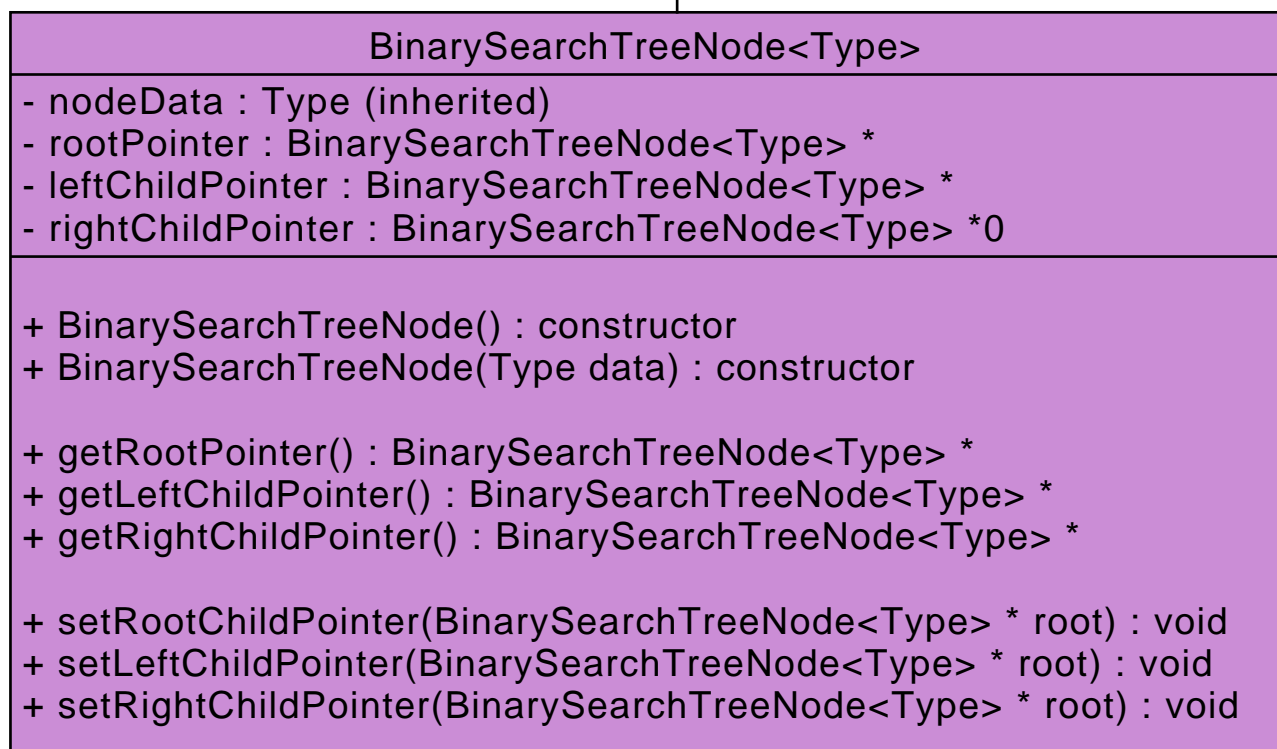 BinarySearchTreeNode<Type>
- nodeData : Type (inherited)
- rootPointer : BinarySearchTreeNode<Type> *
- leftChildPointer : BinarySearchTreeNode<Type> *
- rightChildPointer : BinarySearchTreeNode<Type> *0
+ BinarySearchTreeNode() : constructor
+ BinarySearchTreeNode(Type data) : constructor
+ getRootPointer() : BinarySearchTreeNode<Type> *
+ getLeftChildPointer() : BinarySearchTreeNode<Type> *
+ getRightChildPointer() : BinarySearchTreeNode<Type> *
+ setRootChildPointer(BinarySearchTreeNode<Type> * root) : void
+ setLeftChildPointer(BinarySearchTreeNode<Type> * root) : void
+ setRightChildPointer(BinarySearchTreeNode<Type> * root) : void